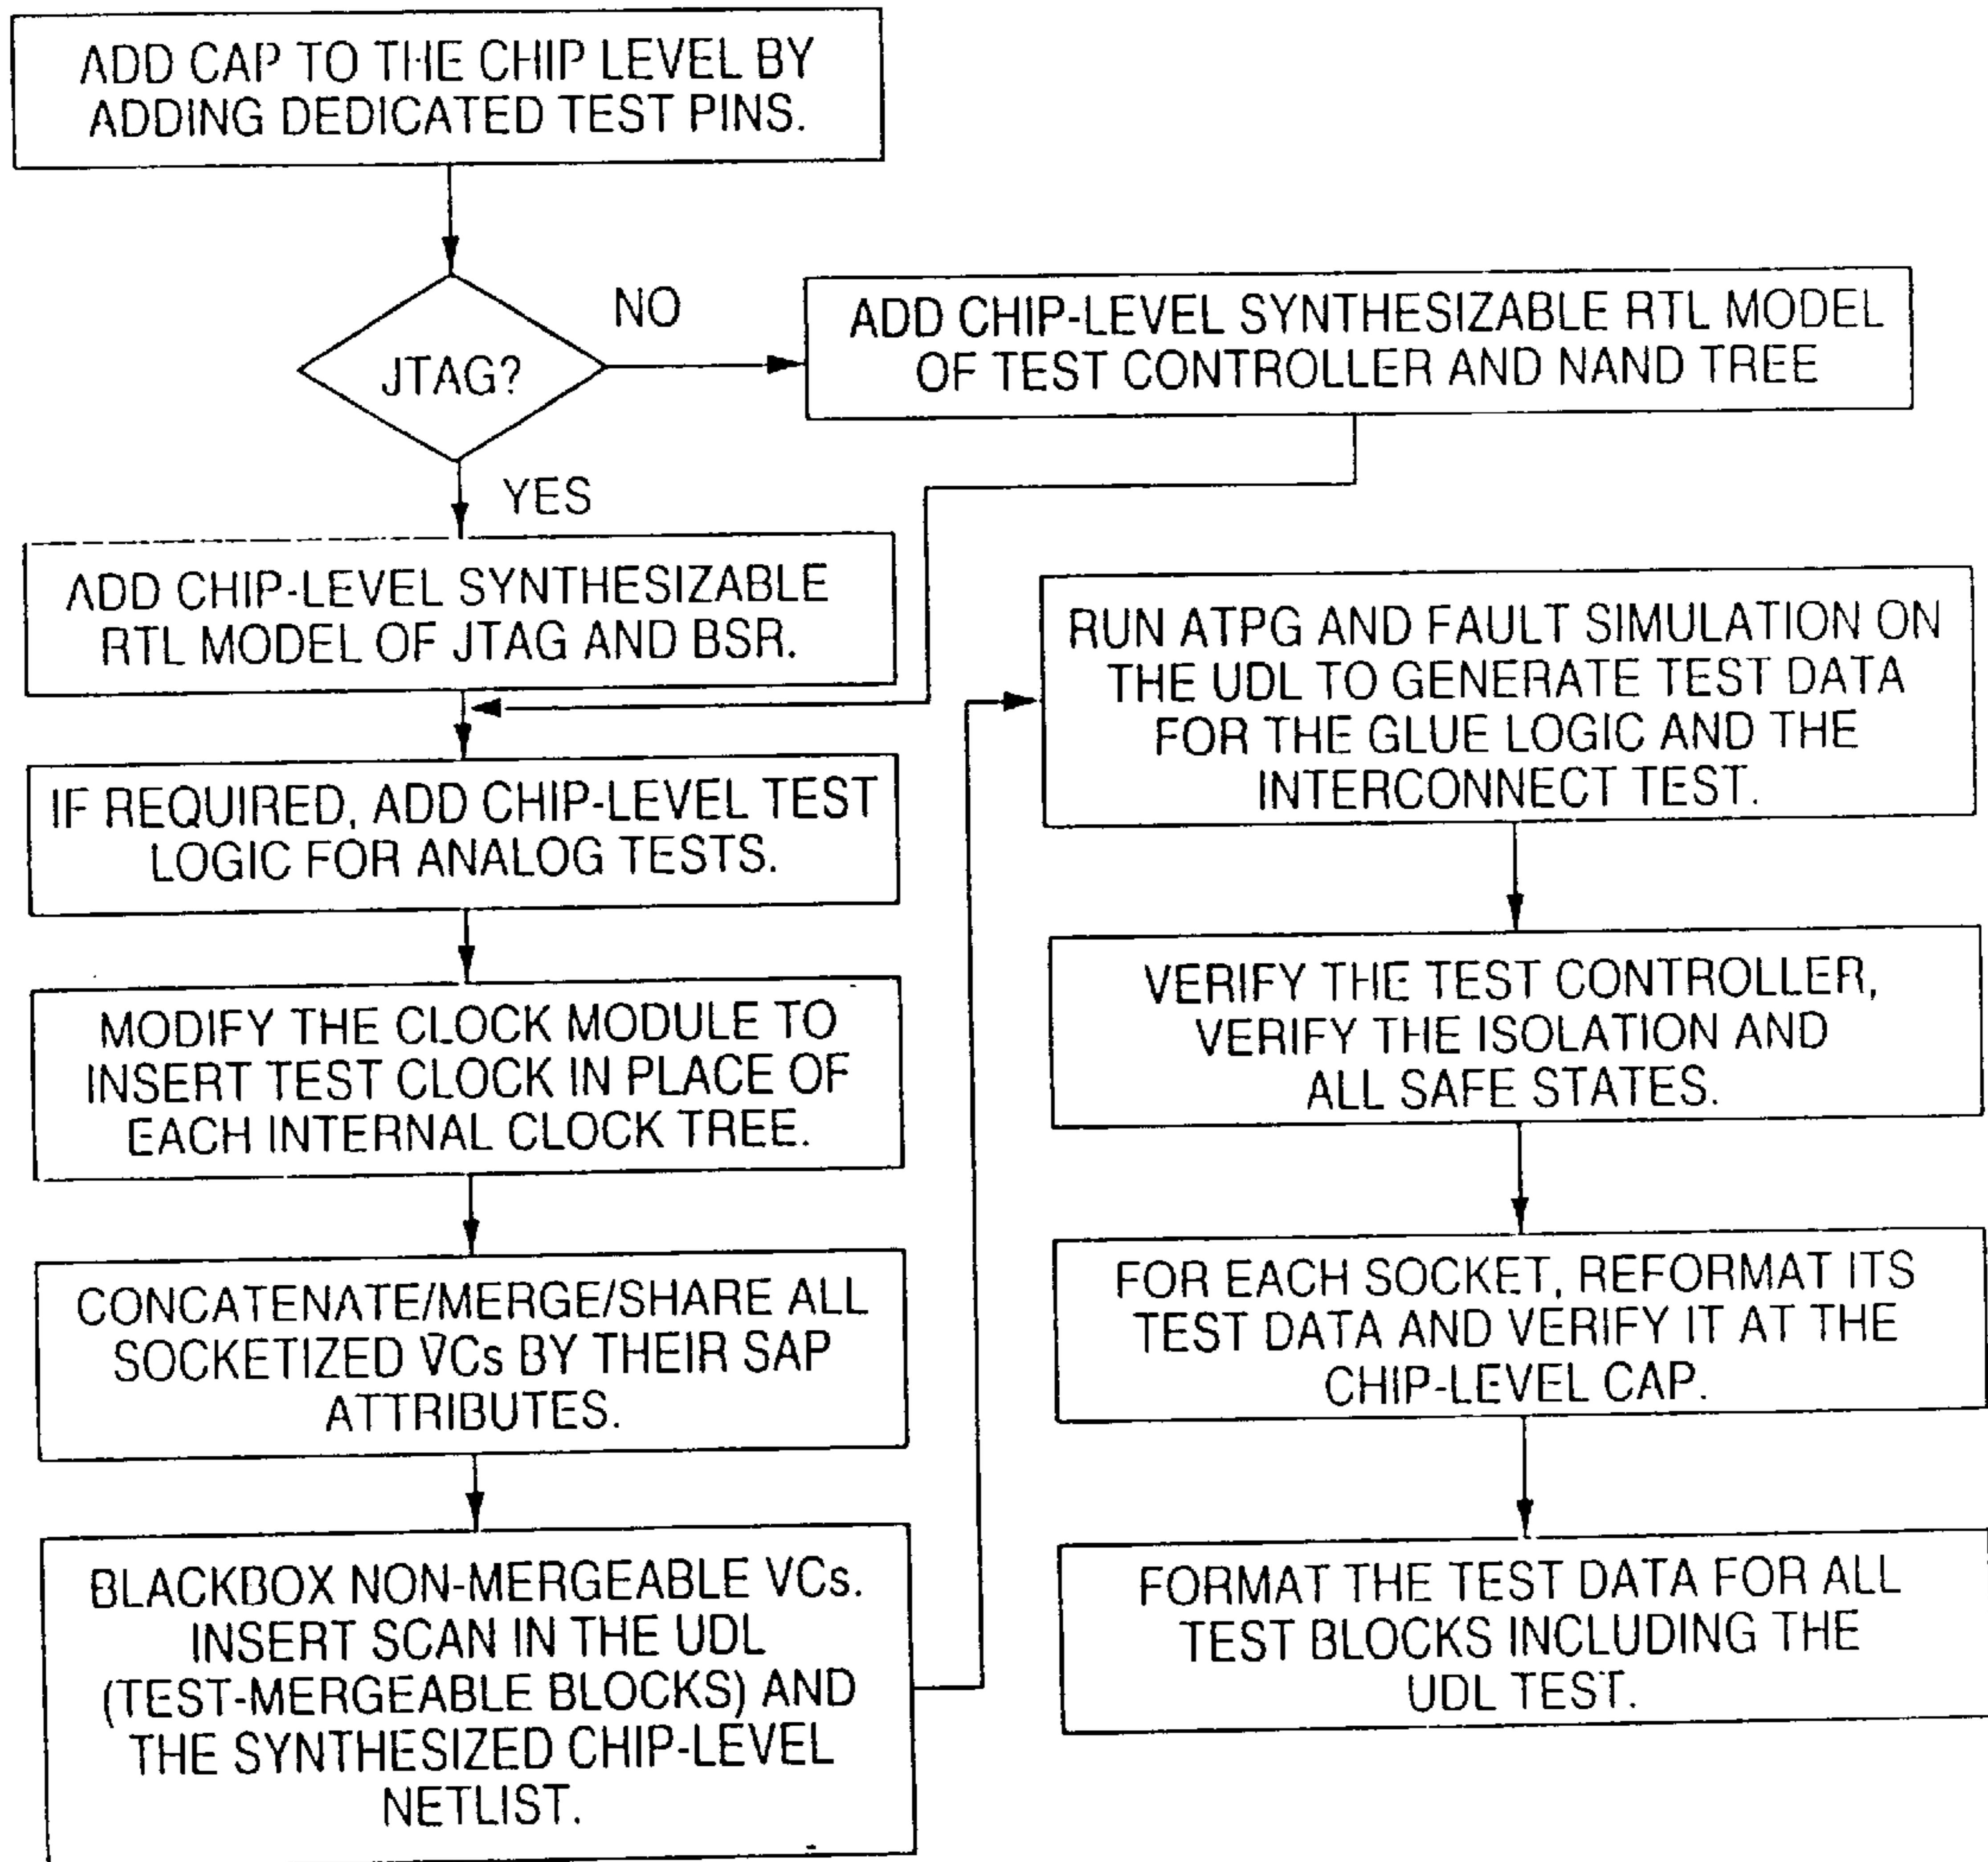 ADD CAP TO THE CHIP LEVEL BY
ADDING DEDICATED TEST PINS.
JTAG?
NO
ADD CHIP-LEVEL SYNTHESIZABLE RTL MODEL
OF TEST CONTROLLER AND NAND TREE
YES
ADD CHIP-LEVEL SYNTHESIZABLE
RTL MODEL OF JTAG AND BSR.
IF REQUIRED, ADD CHIP-LEVEL TEST
LOGIC FOR ANALOG TESTS.
MODIFY THE CLOCK MODULE TO
INSERT TEST CLOCK IN PLACE OF
EACH INTERNAL CLOCK TREE.
CONCATENATE/MERGE/SHARE ALL
SOCKETIZED VCs BY THEIR SAP
ATTRIBUTES.
BLACKBOX NON-MERGEABLE VCs.
INSERT SCAN IN THE UDL
(TEST-MERGEABLE BLOCKS) AND
THE SYNTHESIZED CHIP-LEVEL
NETLIST.
RUN ATPG AND FAULT SIMULATION ON
THE UDL TO GENERATE TEST DATA
FOR THE GLUE LOGIC AND THE
INTERCONNECT TEST.
VERIFY THE TEST CONTROLLER,
VERIFY THE ISOLATION AND
ALL SAFE STATES.
FOR EACH SOCKET, REFORMAT ITS
TEST DATA AND VERIFY IT AT THE
CHIP-LEVEL CAP.
FORMAT THE TEST DATA FOR ALL
TEST BLOCKS INCLUDING THE
UDL TEST.